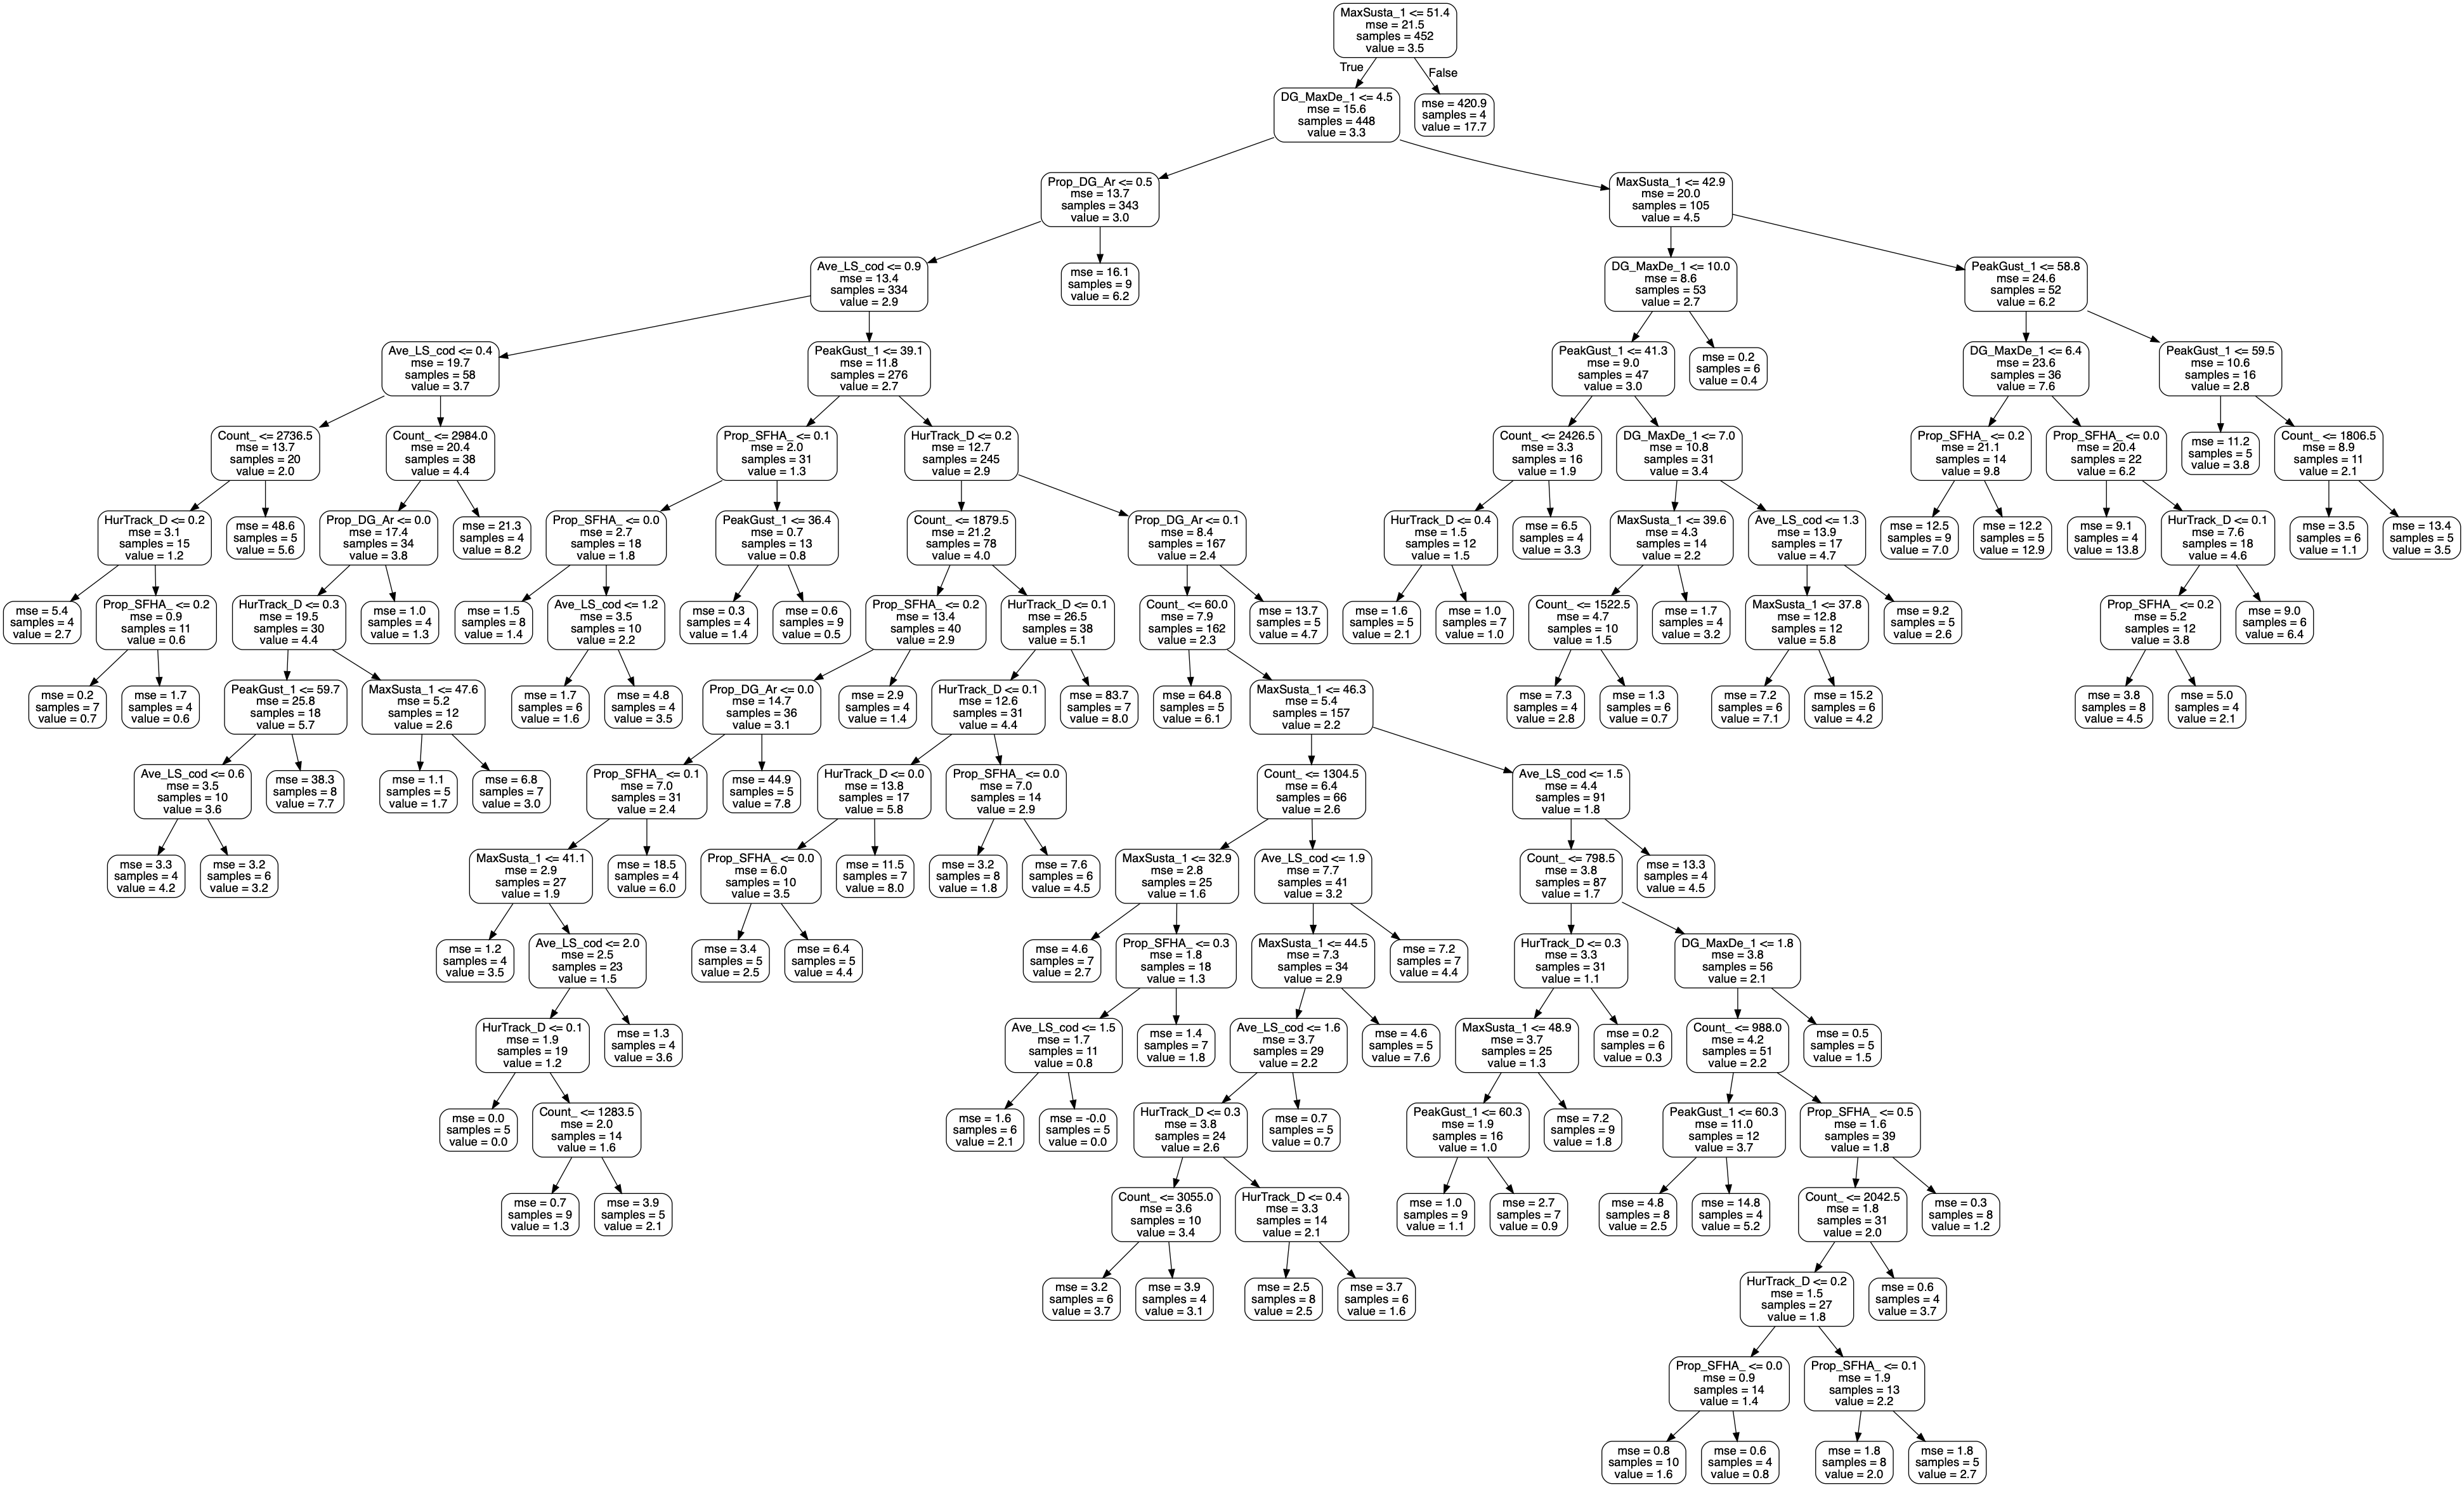 MaxSusta_1 <= 51.4
mse = 21.5
samples = 452
value = 3.5
True
False
DG_MaxDe_1 <= 4.5
mse = 15.6
samples = 448
value = 3.3
mse = 420.9
samples = 4
value = 17.7
Prop_DG_Ar <= 0.5
mse = 13.7
samples = 343
value = 3.0
MaxSusta_1 <= 42.9
mse = 20.0
samples = 105
value = 4.5
Ave_LS_cod <= 0.9
mse = 13.4
samples = 334
value = 2.9
mse = 16.1
samples = 9
value = 6.2
DG_MaxDe_1 <= 10.0
mse = 8.6
samples = 53
value = 2.7
PeakGust_1 <= 58.8
mse = 24.6
samples = 52
value = 6.2
Ave_LS_cod <= 0.4
mse = 19.7
samples = 58
value = 3.7
PeakGust_1 <= 39.1
mse = 11.8
samples = 276
value = 2.7
PeakGust_1 <= 41.3
mse = 9.0
samples = 47
value = 3.0
mse = 0.2
samples = 6
value = 0.4
DG_MaxDe_1 <= 6.4
mse = 23.6
samples = 36
value = 7.6
PeakGust_1 <= 59.5
mse = 10.6
samples = 16
value = 2.8
Count_ <= 2736.5
mse = 13.7
samples = 20
value = 2.0
Count_ <= 2984.0
mse = 20.4
samples = 38
value = 4.4
Prop_SFHA_ <= 0.1
mse = 2.0
samples = 31
value = 1.3
HurTrack_D <= 0.2
mse = 12.7
samples = 245
value = 2.9
Count_ <= 2426.5
mse = 3.3
samples = 16
value = 1.9
DG_MaxDe_1 <= 7.0
mse = 10.8
samples = 31
value = 3.4
Prop_SFHA_ <= 0.2
mse = 21.1
samples = 14
value = 9.8
Prop_SFHA_ <= 0.0
mse = 20.4
samples = 22
value = 6.2
mse = 11.2
samples = 5
value = 3.8
Count_ <= 1806.5
mse = 8.9
samples = 11
value = 2.1
HurTrack_D <= 0.2
mse = 3.1
samples = 15
value = 1.2
mse = 48.6
samples = 5
value = 5.6
Prop_DG_Ar <= 0.0
mse = 17.4
samples = 34
value = 3.8
mse = 21.3
samples = 4
value = 8.2
Prop_SFHA_ <= 0.0
mse = 2.7
samples = 18
value = 1.8
PeakGust_1 <= 36.4
mse = 0.7
samples = 13
value = 0.8
Count_ <= 1879.5
mse = 21.2
samples = 78
value = 4.0
Prop_DG_Ar <= 0.1
mse = 8.4
samples = 167
value = 2.4
HurTrack_D <= 0.4
mse = 1.5
samples = 12
value = 1.5
mse = 6.5
samples = 4
value = 3.3
MaxSusta_1 <= 39.6
mse = 4.3
samples = 14
value = 2.2
Ave_LS_cod <= 1.3
mse = 13.9
samples = 17
value = 4.7
mse = 12.5
samples = 9
value = 7.0
mse = 12.2
samples = 5
value = 12.9
mse = 9.1
samples = 4
value = 13.8
HurTrack_D <= 0.1
mse = 7.6
samples = 18
value = 4.6
mse = 3.5
samples = 6
value = 1.1
mse = 13.4
samples = 5
value = 3.5
mse = 5.4
samples = 4
value = 2.7
Prop_SFHA_ <= 0.2
mse = 0.9
samples = 11
value = 0.6
HurTrack_D <= 0.3
mse = 19.5
samples = 30
value = 4.4
mse = 1.0
samples = 4
value = 1.3
mse = 1.5
samples = 8
value = 1.4
Ave_LS_cod <= 1.2
mse = 3.5
samples = 10
value = 2.2
mse = 0.3
samples = 4
value = 1.4
mse = 0.6
samples = 9
value = 0.5
Prop_SFHA_ <= 0.2
mse = 13.4
samples = 40
value = 2.9
HurTrack_D <= 0.1
mse = 26.5
samples = 38
value = 5.1
Count_ <= 60.0
mse = 7.9
samples = 162
value = 2.3
mse = 13.7
samples = 5
value = 4.7
mse = 1.6
samples = 5
value = 2.1
mse = 1.0
samples = 7
value = 1.0
Count_ <= 1522.5
mse = 4.7
samples = 10
value = 1.5
mse = 1.7
samples = 4
value = 3.2
MaxSusta_1 <= 37.8
mse = 12.8
samples = 12
value = 5.8
mse = 9.2
samples = 5
value = 2.6
Prop_SFHA_ <= 0.2
mse = 5.2
samples = 12
value = 3.8
mse = 9.0
samples = 6
value = 6.4
mse = 0.2
samples = 7
value = 0.7
mse = 1.7
samples = 4
value = 0.6
PeakGust_1 <= 59.7
mse = 25.8
samples = 18
value = 5.7
MaxSusta_1 <= 47.6
mse = 5.2
samples = 12
value = 2.6
mse = 1.7
samples = 6
value = 1.6
mse = 4.8
samples = 4
value = 3.5
Prop_DG_Ar <= 0.0
mse = 14.7
samples = 36
value = 3.1
mse = 2.9
samples = 4
value = 1.4
HurTrack_D <= 0.1
mse = 12.6
samples = 31
value = 4.4
mse = 83.7
samples = 7
value = 8.0
mse = 64.8
samples = 5
value = 6.1
MaxSusta_1 <= 46.3
mse = 5.4
samples = 157
value = 2.2
mse = 7.3
samples = 4
value = 2.8
mse = 1.3
samples = 6
value = 0.7
mse = 7.2
samples = 6
value = 7.1
mse = 15.2
samples = 6
value = 4.2
mse = 3.8
samples = 8
value = 4.5
mse = 5.0
samples = 4
value = 2.1
Ave_LS_cod <= 0.6
mse = 3.5
samples = 10
value = 3.6
mse = 38.3
samples = 8
value = 7.7
mse = 1.1
samples = 5
value = 1.7
mse = 6.8
samples = 7
value = 3.0
Prop_SFHA_ <= 0.1
mse = 7.0
samples = 31
value = 2.4
mse = 44.9
samples = 5
value = 7.8
HurTrack_D <= 0.0
mse = 13.8
samples = 17
value = 5.8
Prop_SFHA_ <= 0.0
mse = 7.0
samples = 14
value = 2.9
Count_ <= 1304.5
mse = 6.4
samples = 66
value = 2.6
Ave_LS_cod <= 1.5
mse = 4.4
samples = 91
value = 1.8
mse = 3.3
samples = 4
value = 4.2
mse = 3.2
samples = 6
value = 3.2
MaxSusta_1 <= 41.1
mse = 2.9
samples = 27
value = 1.9
mse = 18.5
samples = 4
value = 6.0
Prop_SFHA_ <= 0.0
mse = 6.0
samples = 10
value = 3.5
mse = 11.5
samples = 7
value = 8.0
mse = 3.2
samples = 8
value = 1.8
mse = 7.6
samples = 6
value = 4.5
MaxSusta_1 <= 32.9
mse = 2.8
samples = 25
value = 1.6
Ave_LS_cod <= 1.9
mse = 7.7
samples = 41
value = 3.2
Count_ <= 798.5
mse = 3.8
samples = 87
value = 1.7
mse = 13.3
samples = 4
value = 4.5
mse = 1.2
samples = 4
value = 3.5
Ave_LS_cod <= 2.0
mse = 2.5
samples = 23
value = 1.5
mse = 3.4
samples = 5
value = 2.5
mse = 6.4
samples = 5
value = 4.4
mse = 4.6
samples = 7
value = 2.7
Prop_SFHA_ <= 0.3
mse = 1.8
samples = 18
value = 1.3
MaxSusta_1 <= 44.5
mse = 7.3
samples = 34
value = 2.9
mse = 7.2
samples = 7
value = 4.4
HurTrack_D <= 0.3
mse = 3.3
samples = 31
value = 1.1
DG_MaxDe_1 <= 1.8
mse = 3.8
samples = 56
value = 2.1
HurTrack_D <= 0.1
mse = 1.9
samples = 19
value = 1.2
mse = 1.3
samples = 4
value = 3.6
Ave_LS_cod <= 1.5
mse = 1.7
samples = 11
value = 0.8
mse = 1.4
samples = 7
value = 1.8
Ave_LS_cod <= 1.6
mse = 3.7
samples = 29
value = 2.2
mse = 4.6
samples = 5
value = 7.6
MaxSusta_1 <= 48.9
mse = 3.7
samples = 25
value = 1.3
mse = 0.2
samples = 6
value = 0.3
Count_ <= 988.0
mse = 4.2
samples = 51
value = 2.2
mse = 0.5
samples = 5
value = 1.5
mse = 0.0
samples = 5
value = 0.0
Count_ <= 1283.5
mse = 2.0
samples = 14
value = 1.6
mse = 1.6
samples = 6
value = 2.1
mse = -0.0
samples = 5
value = 0.0
HurTrack_D <= 0.3
mse = 3.8
samples = 24
value = 2.6
mse = 0.7
samples = 5
value = 0.7
PeakGust_1 <= 60.3
mse = 1.9
samples = 16
value = 1.0
mse = 7.2
samples = 9
value = 1.8
PeakGust_1 <= 60.3
mse = 11.0
samples = 12
value = 3.7
Prop_SFHA_ <= 0.5
mse = 1.6
samples = 39
value = 1.8
mse = 0.7
samples = 9
value = 1.3
mse = 3.9
samples = 5
value = 2.1
Count_ <= 3055.0
mse = 3.6
samples = 10
value = 3.4
HurTrack_D <= 0.4
mse = 3.3
samples = 14
value = 2.1
mse = 1.0
samples = 9
value = 1.1
mse = 2.7
samples = 7
value = 0.9
mse = 4.8
samples = 8
value = 2.5
mse = 14.8
samples = 4
value = 5.2
Count_ <= 2042.5
mse = 1.8
samples = 31
value = 2.0
mse = 0.3
samples = 8
value = 1.2
mse = 3.2
samples = 6
value = 3.7
mse = 3.9
samples = 4
value = 3.1
mse = 2.5
samples = 8
value = 2.5
mse = 3.7
samples = 6
value = 1.6
HurTrack_D <= 0.2
mse = 1.5
samples = 27
value = 1.8
mse = 0.6
samples = 4
value = 3.7
Prop_SFHA_ <= 0.0
mse = 0.9
samples = 14
value = 1.4
Prop_SFHA_ <= 0.1
mse = 1.9
samples = 13
value = 2.2
mse = 0.8
samples = 10
value = 1.6
mse = 0.6
samples = 4
value = 0.8
mse = 1.8
samples = 8
value = 2.0
mse = 1.8
samples = 5
value = 2.7